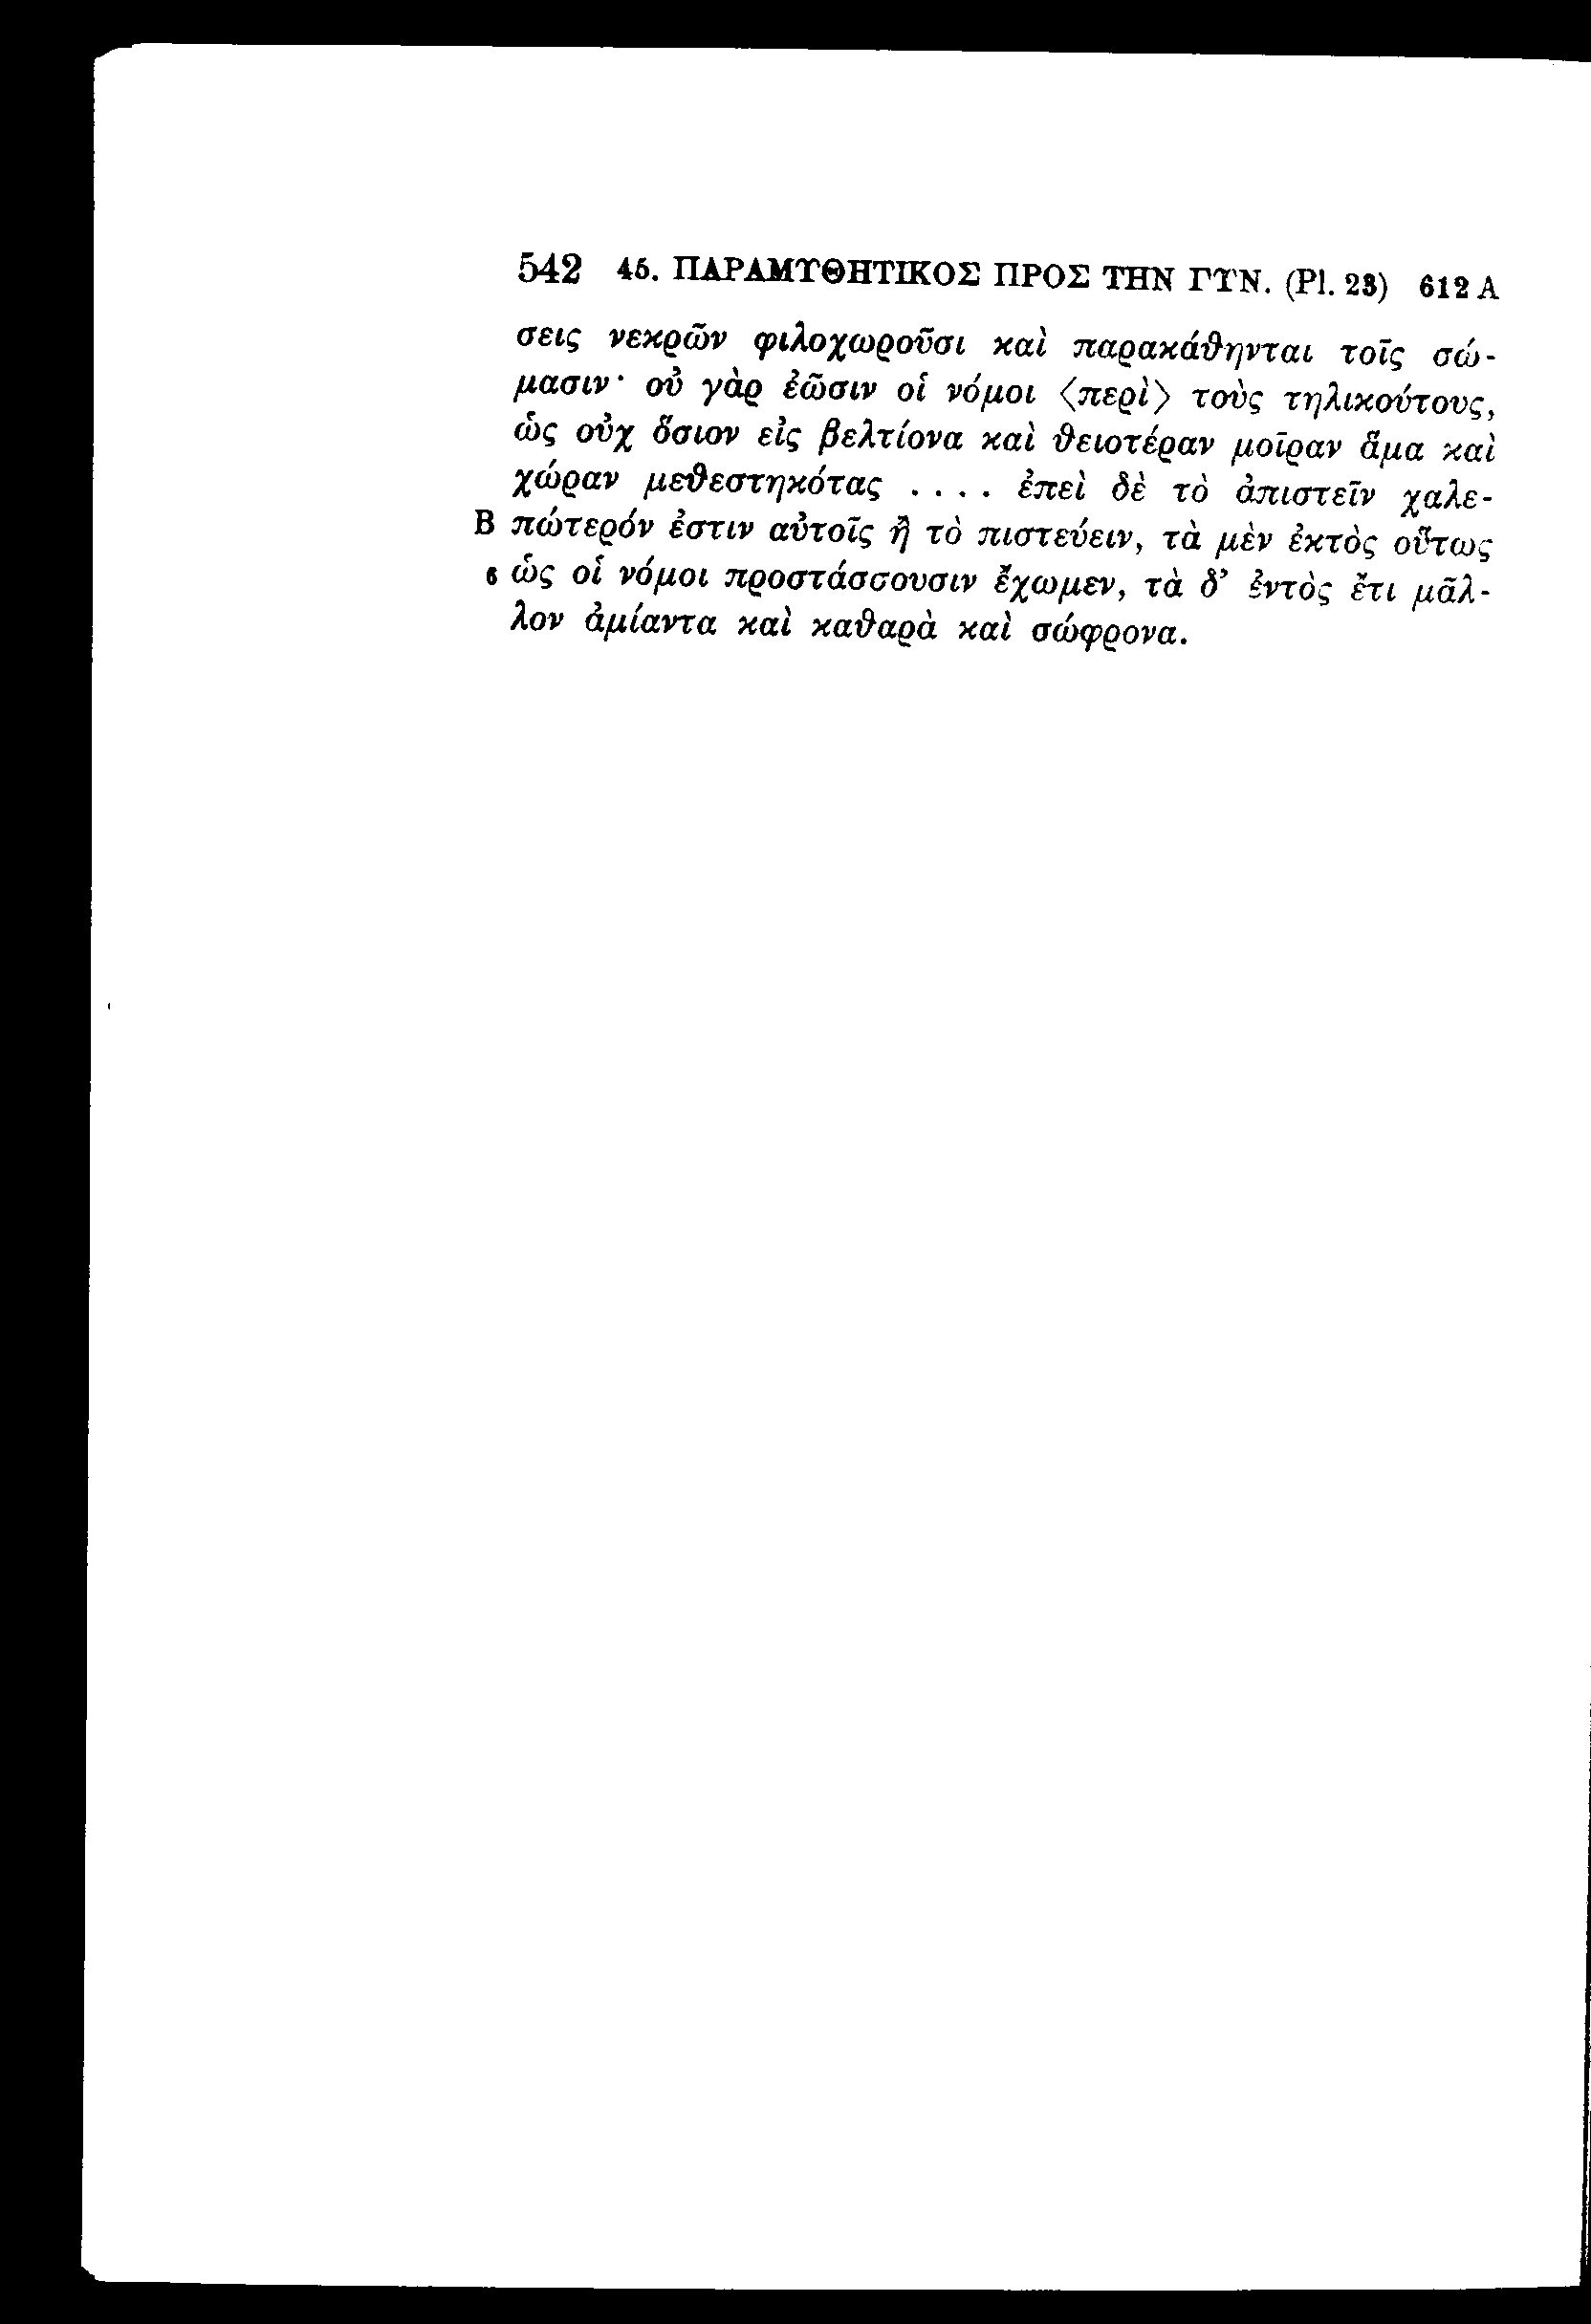 542 45. ΠΑΡΑΜΥΘΗΤΙΚΟΣ ΠΡΟΣ ΤΗΝ ΓΥΝ. (Pl. 23) 612 A
σεις νεκρῶν φιλοχωροῦσι καὶ παρακάθηνται τοῖς σώ-
μασιν· οὐ γὰρ ἐῶσιν οἱ νόμοι ⟨περὶ⟩ τοὺς τηλικούτους,
ὡς οὐχ ὅσιον εἰς βελτίονα καὶ θειοτέραν μοῖραν ἅμα καὶ
χώραν μεθεστηκότας .... ἐπεὶ δὲ τὸ ἀπιστεῖν χαλε-
B πώτερόν ἐστιν αὐτοῖς ἢ τὸ πιστεύειν, τὰ μὲν ἐκτὸς οὕτως
6 ὡς οἱ νόμοι προστάσσουσιν ἔχωμεν, τὰ δ᾽ ἐντὸς ἔτι μᾶλ-
λον ἀμίαντα καὶ καθαρὰ καὶ σώφρονα.